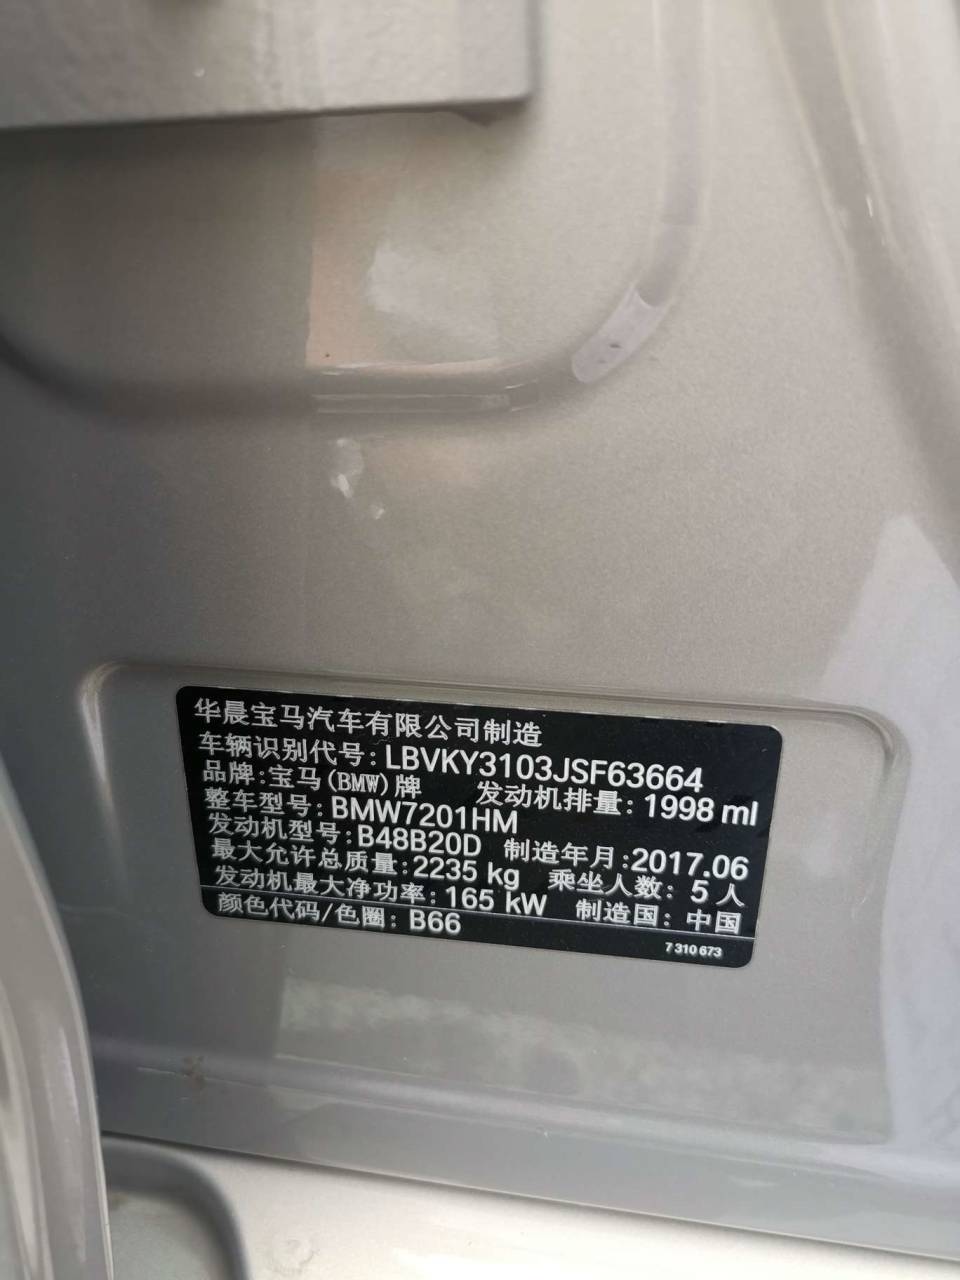 华晨宝马汽车有限公司制造
车辆识别代号: LBVKY3103JSF63664
品牌:宝马(BMW)牌 发动机排量: 1998 ml
整车型号: BMW7201HM
发动机型号: B48B20D 制造年月:2017.06
最大允许总质量: 2235 kg 乘坐人数: 5 人
发动机最大净功率: 165 kW 制造国: 中国
颜色代码/色圈: B66
7 310 673